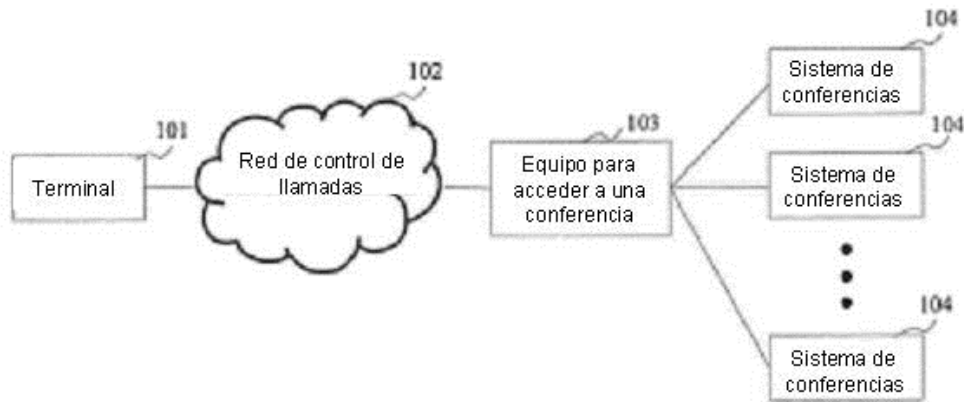 101
Terminal
102
Red de control de
llamadas
103
Equipo para
acceder a una
conferencia
104
Sistema de
conferencias
104
Sistema de
conferencias
104
Sistema de
conferencias